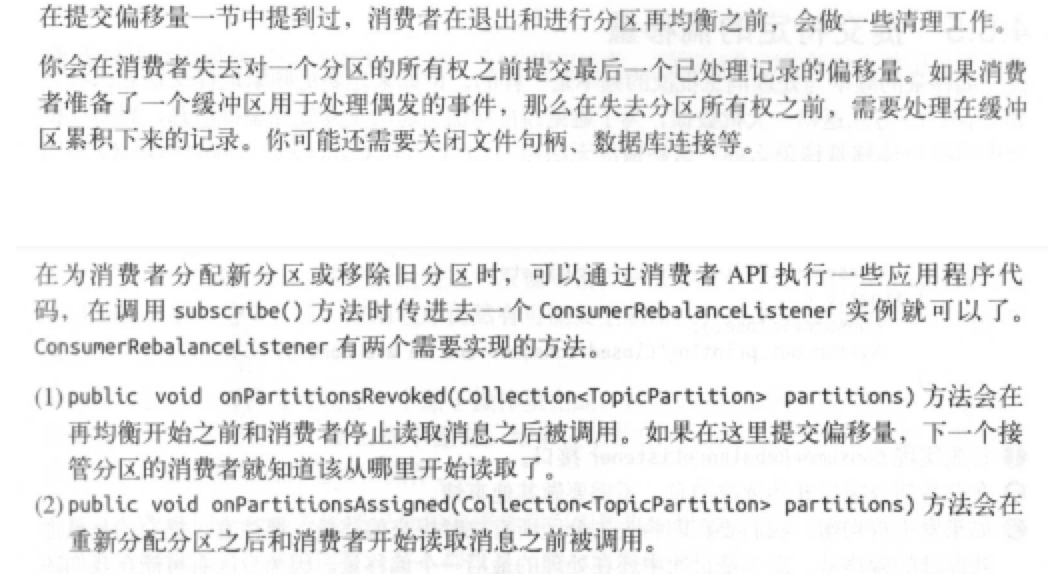 在提交偏移量一节中提到过，消费者在退出和进行分区再均衡之前，会做一些清理工作。
你会在消费者失去对一个分区的所有权之前提交最后一个已处理记录的偏移量。如果消费
者准备了一个缓冲区用于处理偶发的事件，那么在失去分区所有权之前，需要处理在缓冲
区累积下来的记录。你可能还需要关闭文件句柄、数据库连接等。
在为消费者分配新分区或移除旧分区时，可以通过消费者 API 执行一些应用程序代
码，在调用 subscribe() 方法时传进去一个 ConsumerRebalanceListener 实例就可以了。
ConsumerRebalanceListener 有两个需要实现的方法。
(1) public void onPartitionsRevoked(Collection<TopicPartition> partitions) 方法会在
再均衡开始之前和消费者停止读取消息之后被调用。如果在这里提交偏移量，下一个接
管分区的消费者就知道该从哪里开始读取了
(2) public void onPartitionsAssigned(Collection<TopicPartition> partitions) 方法会在
重新分配分区之后和消费者开始读取消息之前被调用。